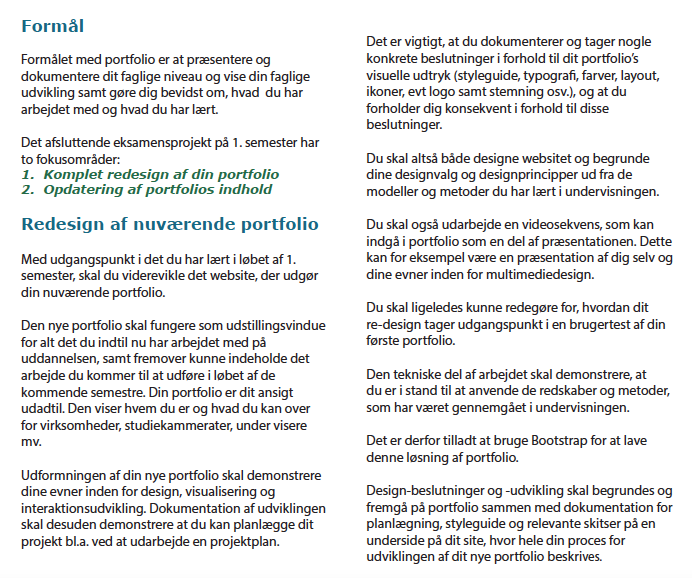 Formål
Formålet med portfolio er at præsentere og
dokumentere dit faglige niveau og vise din faglige
udvikling samt gøre dig bevidst om, hvad du har
arbejdet med og hvad du har lært.
Det afsluttende eksamensprojekt på 1. semester har
to fokusområder:
1. Komplet redesign af din portfolio
2. Opdatering af portfolios indhold
Redesign af nuværende portfolio
Med udgangspunkt i det du har lært i løbet af 1.
semester, skal du viderevikle det website, der udgør
din nuværende portfolio.
Den nye portfolio skal fungere som udstillingsvindue
for alt det du indtil nu har arbejdet med på
uddannelsen, samt fremover kunne indeholde det
arbejde du kommer til at udføre i løbet af de
kommende semestre. Din portfolio er dit ansigt
udadtil. Den viser hvem du er og hvad du kan over
for virksomheder, studiekammerater, under visere
mv.
Udformningen af din nye portfolio skal demonstrere
dine evner inden for design, visualisering og
interaktionsudvikling. Dokumentation af udviklingen
skal desuden demonstrere at du kan planlægge dit
projekt bl.a. ved at udarbejde en projektplan.
Det er vigtigt, at du dokumenterer og tager nogle
konkrete beslutninger i forhold til dit portfolio's
visuelle udtryk (styleguide, typografi, farver, layout,
ikoner, evt logo samt stemning osv.), og at du
forholder dig konsekvent i forhold til disse
beslutninger.
Du skal altså både designe websitet og begrunde
dine designvalg og designprincipper ud fra de
modeller og metoder du har lært i undervisningen.
Du skal også udarbejde en videosekvens, som kan
indgå i portfolio som en del af præsentationen. Dette
kan for eksempel være en præsentation af dig selv og
dine evner inden for multimediedesign.
Du skal ligeledes kunne redegøre for, hvordan dit
re-design tager udgangspunkt i en brugertest af din
første portfolio.
Den tekniske del af arbejdet skal demonstrere, at
du er i stand til at anvende de redskaber og metoder,
som har været gennemgået i undervisningen.
Det er derfor tilladt at bruge Bootstrap for at lave
denne løsning af portfolio.
Design-beslutninger og -udvikling skal begrundes og
fremgå på portfolio sammen med dokumentation for
planlægning, styleguide og relevante skitser på en
underside på dit site, hvor hele din proces for
udviklingen af dit nye portfolio beskrives.